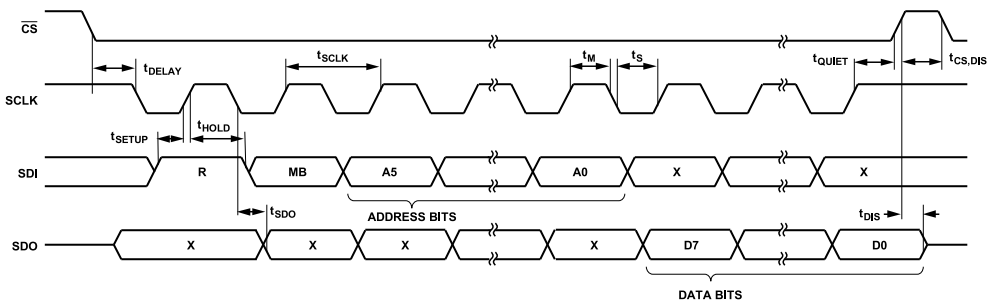 CS
tDELAY
tSCLK
tM
tS
tQUIET
tCS,DIS
SCLK
tSETUP
tHOLD
SDI
R
MB
A5
A0
X
X
tSDO
ADDRESS BITS
tDIS
SDO
X
X
X
X
D7
D0
DATA BITS